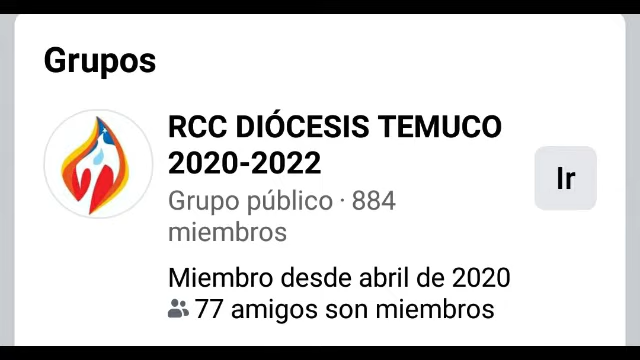 Grupos
RCC DIÓCESIS TEMUCO
2020-2022
Grupo público · 884
miembros
Ir
Miembro desde abril de 2020
77 amigos son miembros